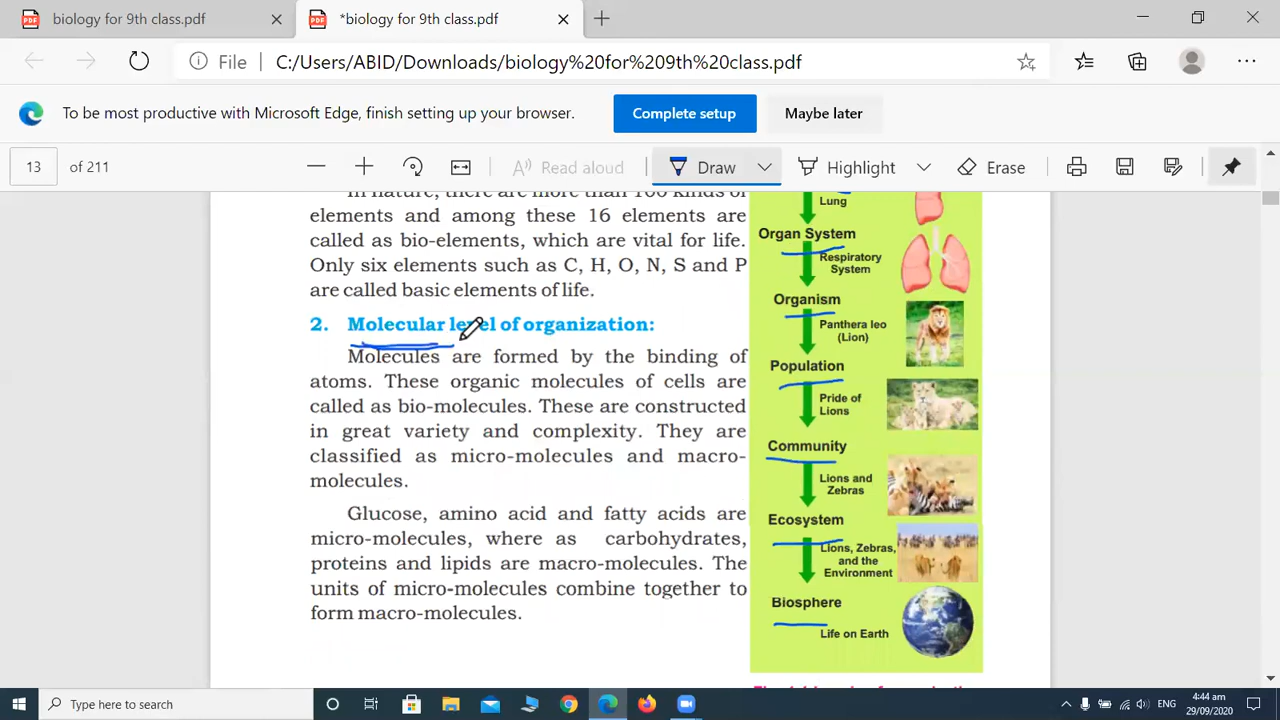 biology for 9th class.pdf
*biology for 9th class.pdf
File
C:/Users/ABID/Downloads/biology%20for%209th%20class.pdf
To be most productive with Microsoft Edge, finish setting up your browser.
Complete setup
Maybe later
13 of 211
Read aloud
Draw
Highlight
Erase
In nature, there are more than 100 kinds of
elements and among these 16 elements are
called as bio-elements, which are vital for life.
Only six elements such as C, H, O, N, S and P
are called basic elements of life.
2. Molecular level of organization:
Molecules are formed by the binding of
atoms. These organic molecules of cells are
called as bio-molecules. These are constructed
in great variety and complexity. They are
classified as micro-molecules and macro-
molecules.
Glucose, amino acid and fatty acids are
micro-molecules, where as carbohydrates,
proteins and lipids are macro-molecules. The
units of micro-molecules combine together to
form macro-molecules.
Lung
Organ System
Respiratory
System
Organism
Panthera leo
(Lion)
Population
Pride of
Lions
Community
Lions and
Zebras
Ecosystem
Lions, Zebras,
and the
Environment
Biosphere
Life on Earth
Type here to search
ENG
4:44 am
29/09/2020